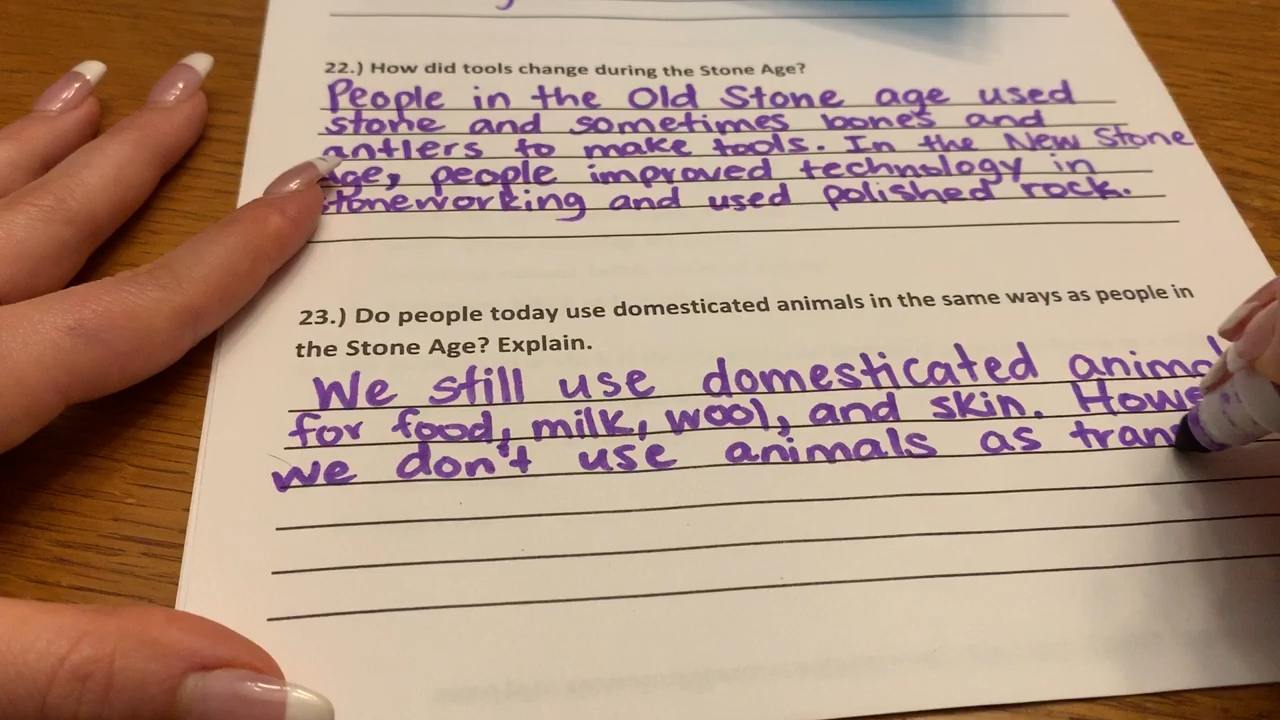 22.) How did tools change during the Stone Age?
People in the Old Stone age used
stone and sometimes bones and
antlers to make tools. In the New Stone
people improved technology in
and used polished rock.
23.) Do people today use domesticated animals in the same ways as people in
the Stone Age? Explain.
We still use domesticated
for food, milk, wool, and skin.
we don't use animals as